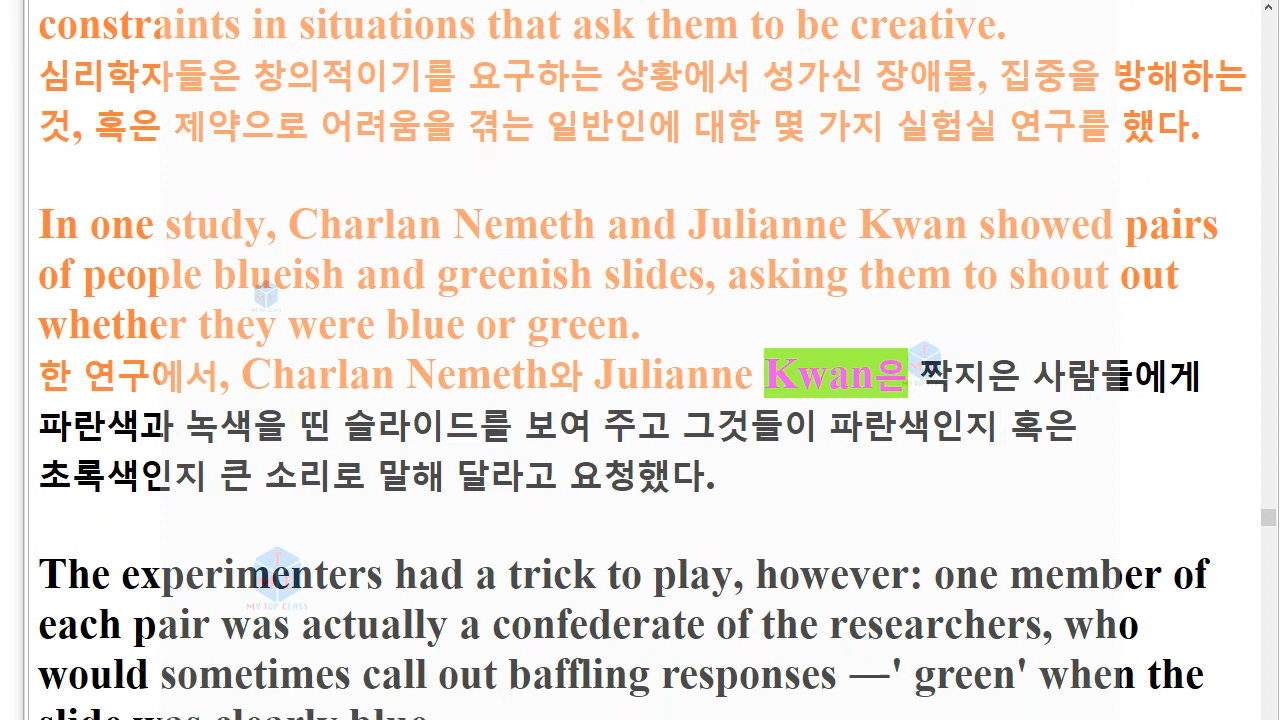 constraints in situations that ask them to be creative.
심리학자들은 창의적이기를 요구하는 상황에서 성가신 장애물, 집중을 방해하는
것, 혹은 제약으로 어려움을 겪는 일반인에 대한 몇 가지 실험실 연구를 했다.
In one study, Charlan Nemeth and Julianne Kwan showed pairs
of people blueish and greenish slides, asking them to shout out
whether they were blue or green.
한 연구에서, Charlan Nemeth와 Julianne Kwan은 짝지은 사람들에게
파란색과 녹색을 띤 슬라이드를 보여 주고 그것들이 파란색인지 혹은
초록색인지 큰 소리로 말해 달라고 요청했다.
The experimenters had a trick to play, however: one member of
MY TOP CLASS
each pair was actually a confederate of the researchers, who
would sometimes call out baffling responses —' green' when the
slide was clearly blue.